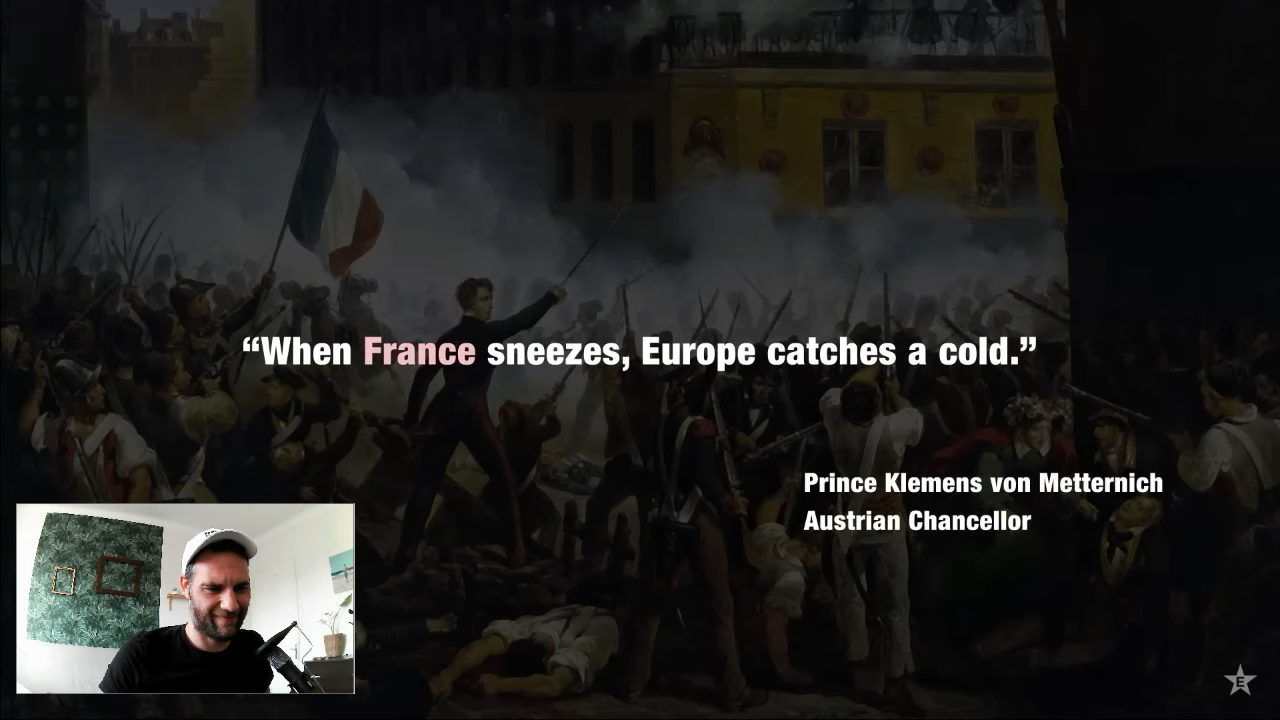 “When France sneezes, Europe catches a cold.”
Prince Klemens von Metternich
Austrian Chancellor
E